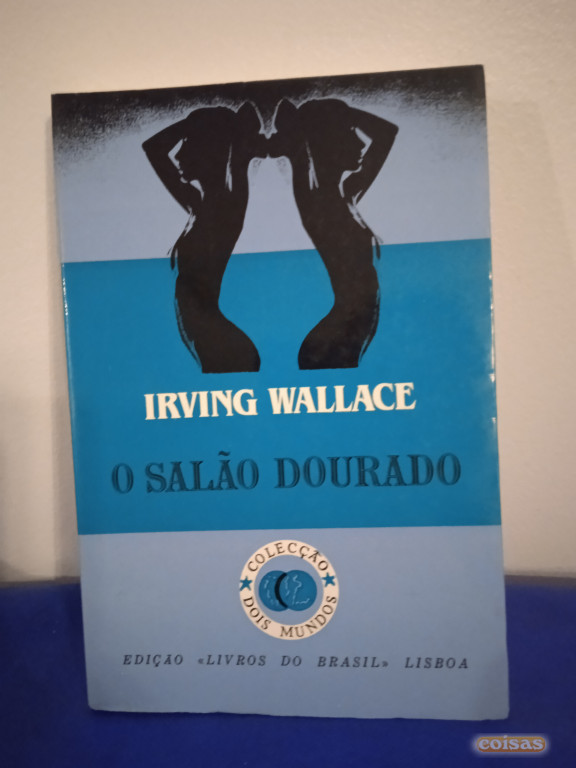 IRVING WALLACE
O SALÃO DOURADO
COLECÇÃO
DOIS MUNDOS
EDIÇÃO «LIVROS DO BRASIL» LISBOA
coisas